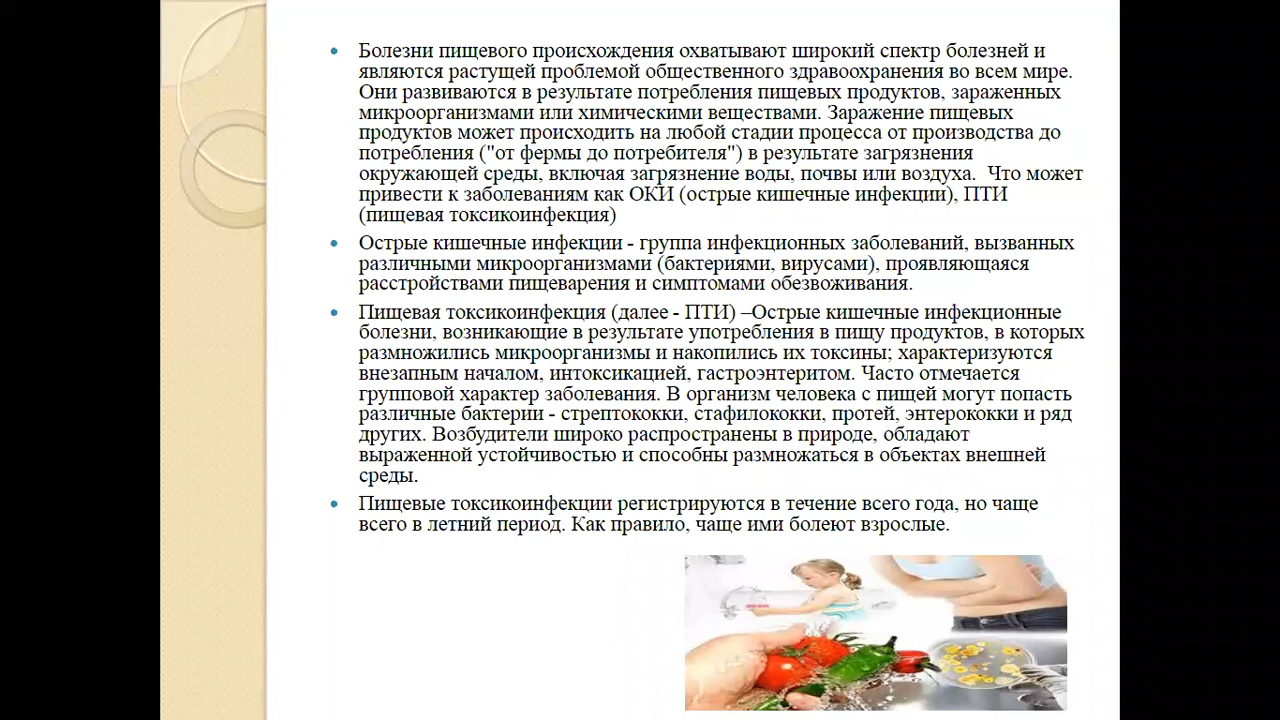 Болезни пищевого происхождения охватывают широкий спектр болезней и
являются растущей проблемой общественного здравоохранения во всем мире.
Они развиваются в результате потребления пищевых продуктов, зараженных
микроорганизмами или химическими веществами. Заражение пищевых
продуктов может происходить на любой стадии процесса от производства до
потребления ("от фермы до потребителя") в результате загрязнения
окружающей среды, включая загрязнение воды, почвы или воздуха.  Что может
привести к заболеваниям как ОКИ (острые кишечные инфекции), ПТИ
(пищевая токсикоинфекция)
Острые кишечные инфекции - группа инфекционных заболеваний, вызванных
различными микроорганизмами (бактериями, вирусами), проявляющаяся
расстройствами пищеварения и симптомами обезвоживания.
Пищевая токсикоинфекция (далее - ПТИ) –Острые кишечные инфекционные
болезни, возникающие в результате употребления в пищу продуктов, в которых
размножились микроорганизмы и накопились их токсины; характеризуются
внезапным началом, интоксикацией, гастроэнтеритом. Часто отмечается
групповой характер заболевания. В организм человека с пищей могут попасть
различные бактерии - стрептококки, стафилококки, протей, энтерококки и ряд
других. Возбудители широко распространены в природе, обладают
выраженной устойчивостью и способны размножаться в объектах внешней
среды.
Пищевые токсикоинфекции регистрируются в течение всего года, но чаще
всего в летний период. Как правило, чаще ими болеют взрослые.